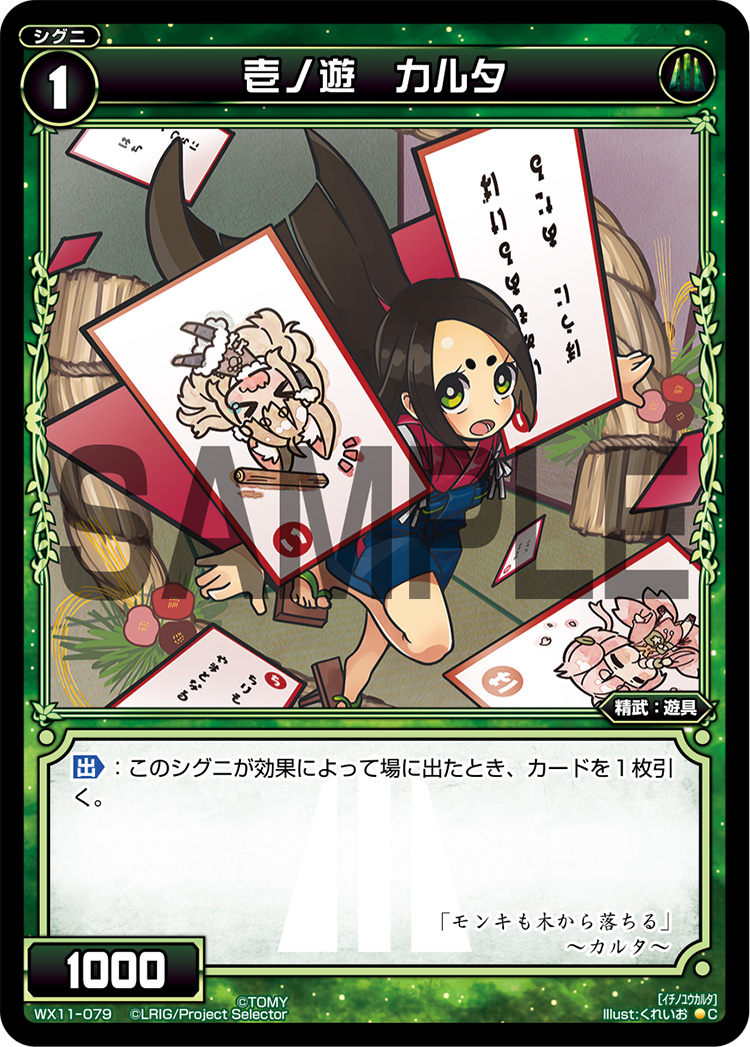 シグニ
1
壱ノ遊 カルタ
精武：遊具
出：このシグニが効果によって場に出たとき、カードを１枚引
く。
「モンキも木から落ちる」
～カルタ～
1000
SAMPLE
©TOMY
WX11-079 ©LRIG/Project Selector
[イチノユウカルタ]
Illust:くれいお C